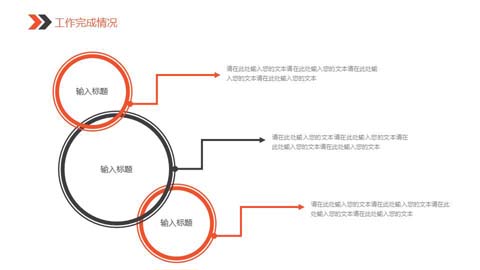 工作完成情况
输入标题
请在此处输入您的文本请在此处输入您的文本请在此处输
入您的文本请在此处输入您的文本
输入标题
请在此处输入您的文本请在此处输入您的文本请在
此处输入您的文本请在此处输入您的文本
输入标题
请在此处输入您的文本请在此处输入您的文本请在此
处输入您的文本请在此处输入您的文本